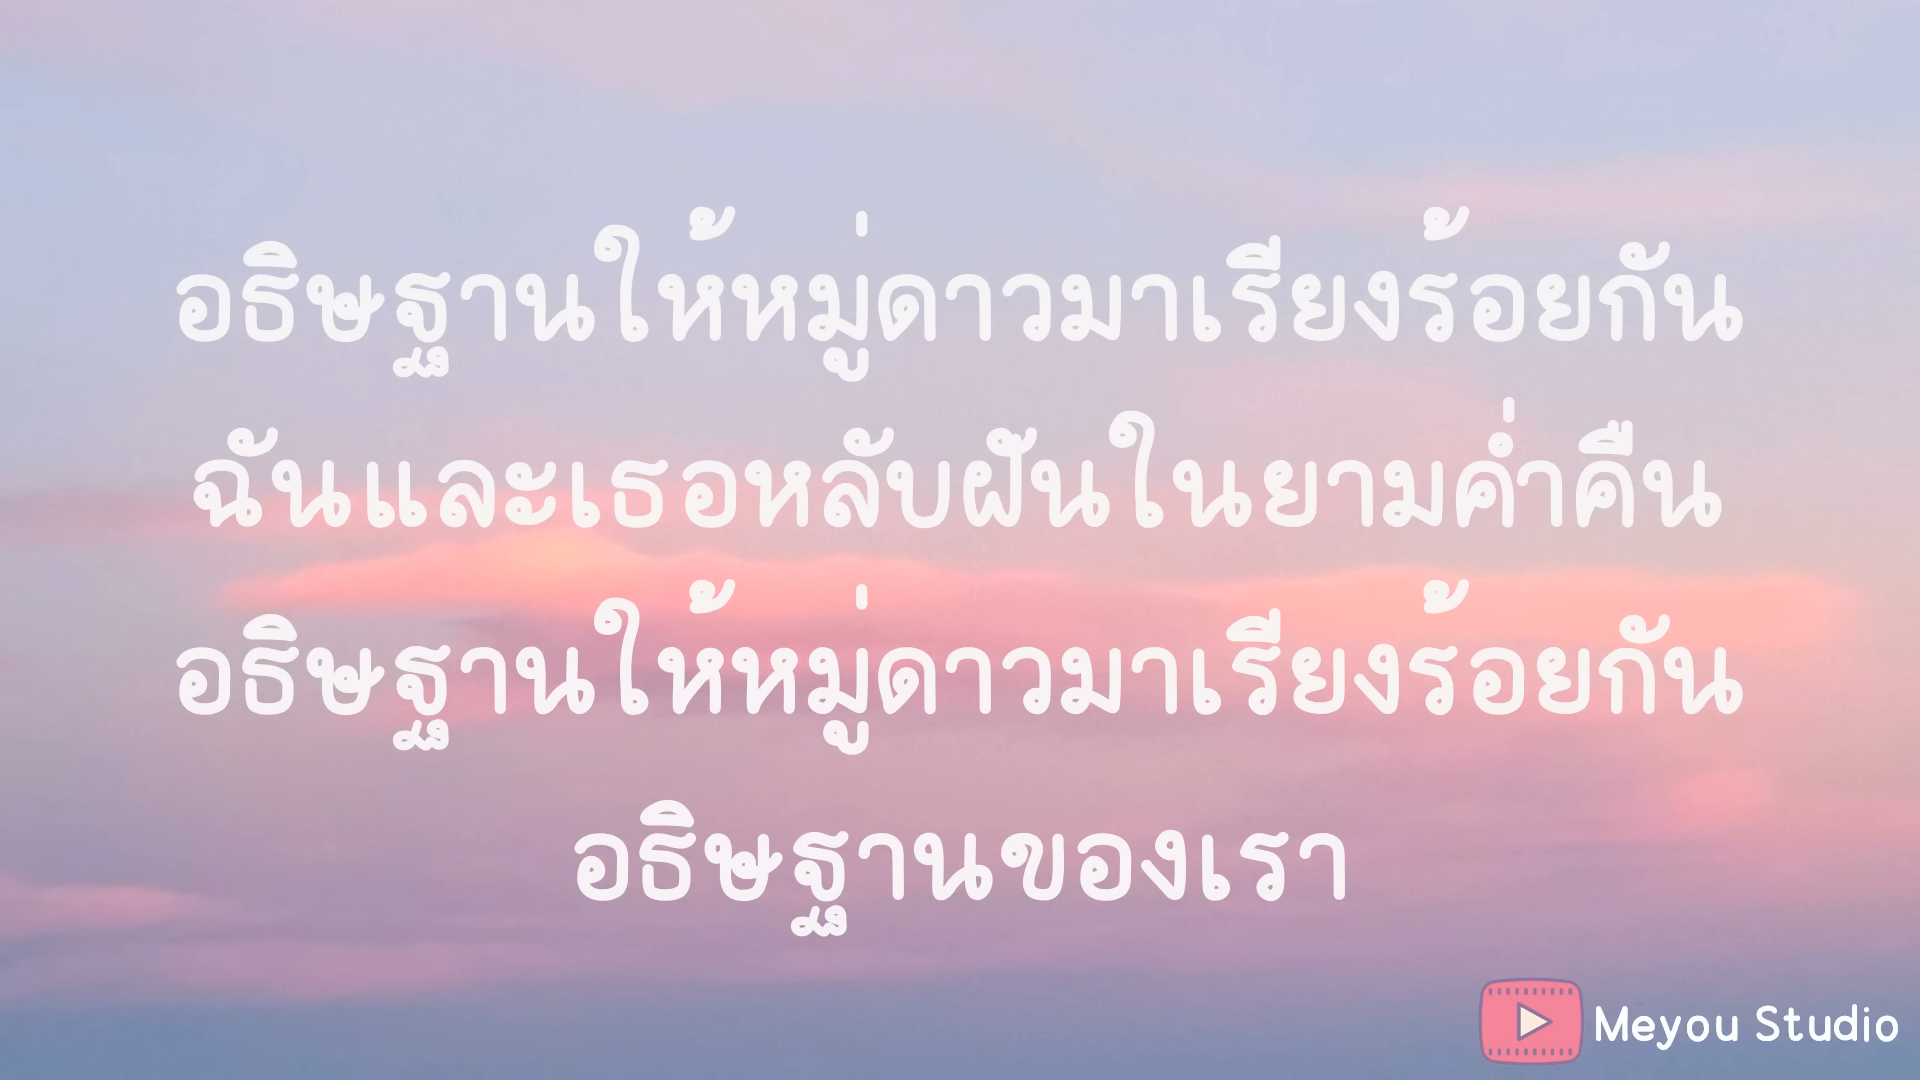 อธิษฐานให้หมู่ดาวมาเรียงร้อยกัน
ฉันและเธอหลับฝันในยามค่ำคืน
อธิษฐานให้หมู่ดาวมาเรียงร้อยกัน
อธิษฐานของเรา
Meyou Studio